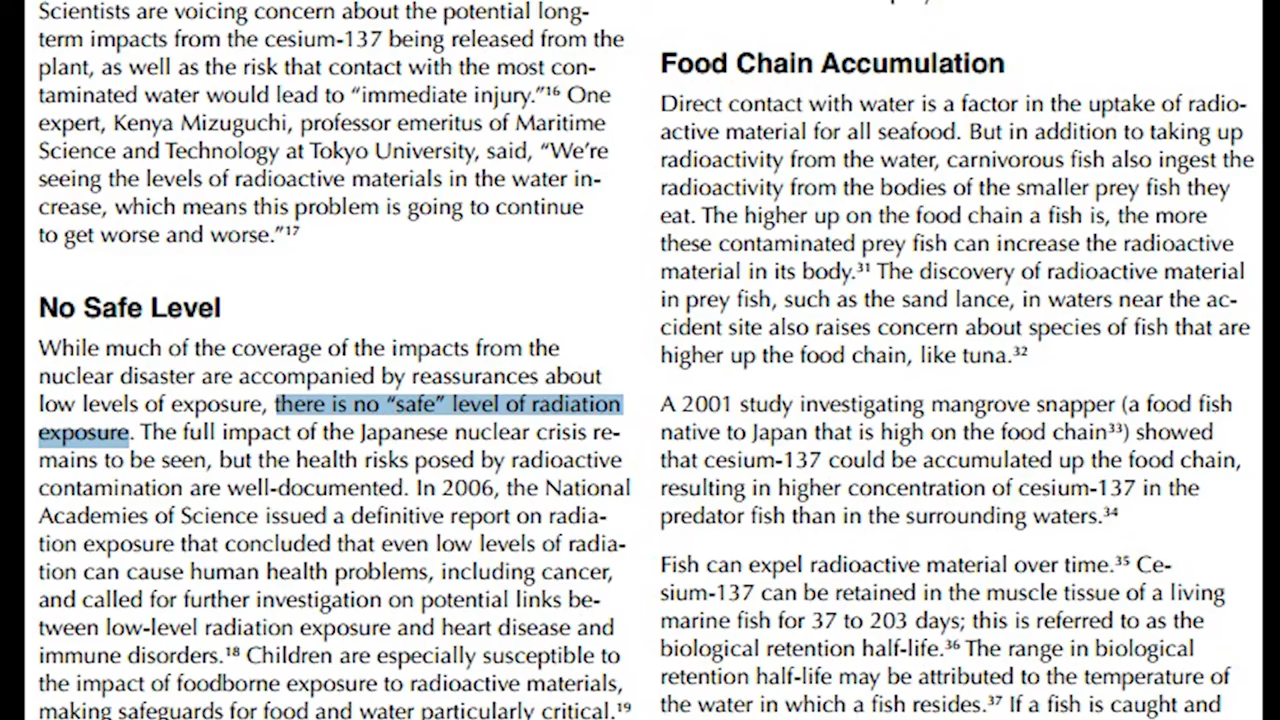 Scientists are voicing concern about the potential long-
term impacts from the cesium-137 being released from the
plant, as well as the risk that contact with the most con-
taminated water would lead to “immediate injury.”¹⁶ One
expert, Kenya Mizuguchi, professor emeritus of Maritime
Science and Technology at Tokyo University, said, “We’re
seeing the levels of radioactive materials in the water in-
crease, which means this problem is going to continue
to get worse and worse.”¹⁷
No Safe Level
While much of the coverage of the impacts from the
nuclear disaster are accompanied by reassurances about
low levels of exposure, there is no “safe” level of radiation
exposure. The full impact of the Japanese nuclear crisis re-
mains to be seen, but the health risks posed by radioactive
contamination are well-documented. In 2006, the National
Academies of Science issued a definitive report on radia-
tion exposure that concluded that even low levels of radia-
tion can cause human health problems, including cancer,
and called for further investigation on potential links be-
tween low-level radiation exposure and heart disease and
immune disorders.¹⁸ Children are especially susceptible to
the impact of foodborne exposure to radioactive materials,
making safeguards for food and water particularly critical.¹⁹
Food Chain Accumulation
Direct contact with water is a factor in the uptake of radio-
active material for all seafood. But in addition to taking up
radioactivity from the water, carnivorous fish also ingest the
radioactivity from the bodies of the smaller prey fish they
eat. The higher up on the food chain a fish is, the more
these contaminated prey fish can increase the radioactive
material in its body.³¹ The discovery of radioactive material
in prey fish, such as the sand lance, in waters near the ac-
cident site also raises concern about species of fish that are
higher up the food chain, like tuna.³²
A 2001 study investigating mangrove snapper (a food fish
native to Japan that is high on the food chain³³) showed
that cesium-137 could be accumulated up the food chain,
resulting in higher concentration of cesium-137 in the
predator fish than in the surrounding waters.³⁴
Fish can expel radioactive material over time.³⁵ Ce-
sium-137 can be retained in the muscle tissue of a living
marine fish for 37 to 203 days; this is referred to as the
biological retention half-life.³⁶ The range in biological
retention half-life may be attributed to the temperature of
the water in which a fish resides.³⁷ If a fish is caught and